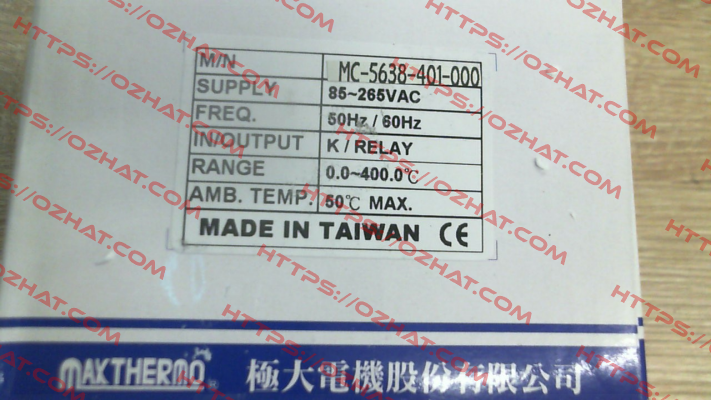 M/N MC-5638-401-000
SUPPLY 85~265VAC
FREQ. 50Hz / 60Hz
IN/OUTPUT K / RELAY
RANGE 0.0~400.0℃
AMB. TEMP. 50℃ MAX.
MADE IN TAIWAN CE
MAXTHERMO ® 極大電機股份有限公司
HTTPS://OZHAT.COM